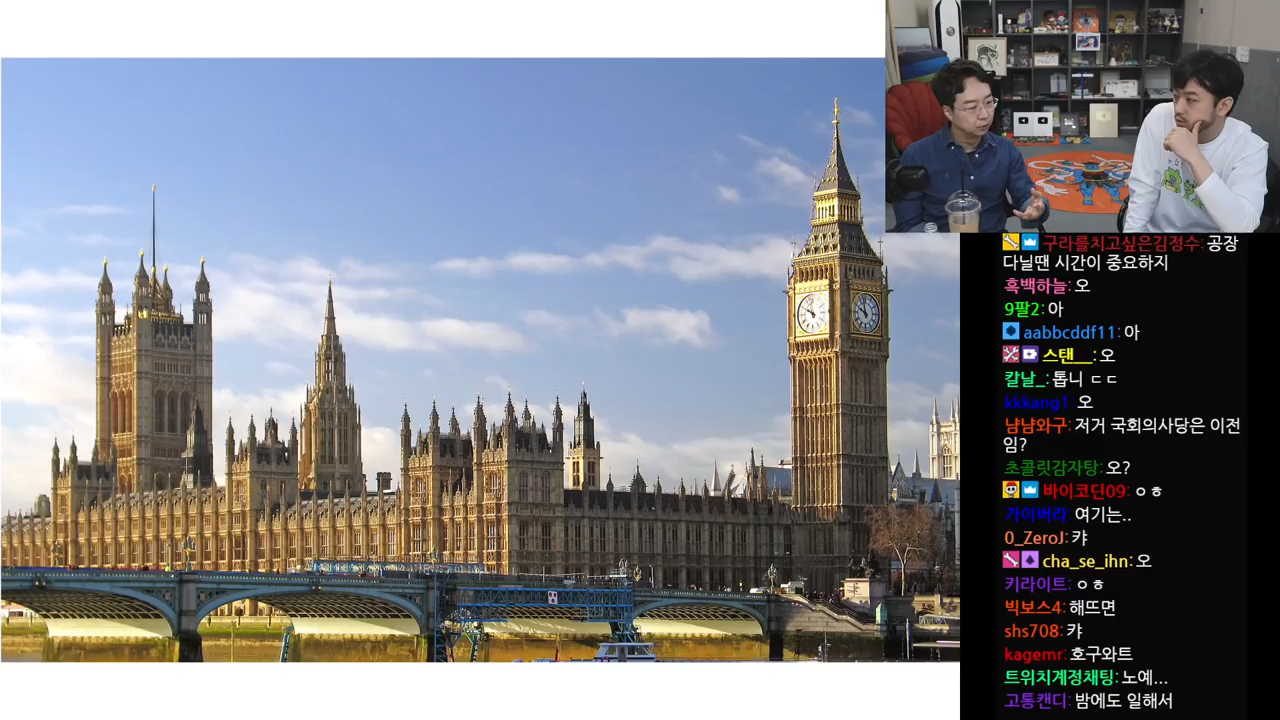 구라를치고싶은김정수: 공장
다닐땐 시간이 중요하지
흑백하늘: 오
9팔2: 아
aabbcddf11: 아
스탠__: 오
칼날_: 톱니 ㄷㄷ
kkkang1: 오
냠냠와구: 저거 국회의사당은 이전
임?
초콜릿감자탕: 오?
바이코딘09: ㅇㅎ
가이버라: 여기는..
0_ZeroJ: 캬
cha_se_ihn: 오
키라이트: ㅇㅎ
빅보스4: 해뜨면
shs708: 캬
kagemr: 호구와트
트위치계정채팅: 노예...
고통캔디: 밤에도 일해서